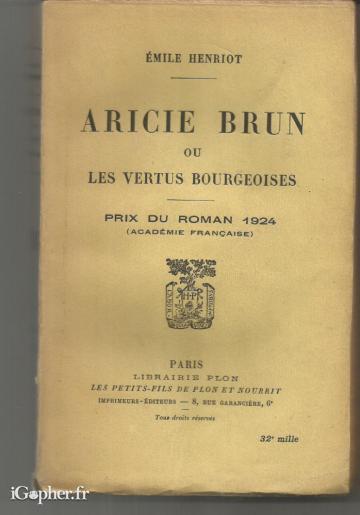 ÉMILE HENRIOT
ARICIE BRUN
OU
LES VERTUS BOURGEOISES
PRIX DU ROMAN 1924
(ACADÉMIE FRANÇAISE)
PARIS
LIBRAIRIE PLON
LES PETITS-FILS DE PLON ET NOURRIT
IMPRIMEURS-ÉDITEURS — 8, RUE GARANCIÈRE, 6ᵉ
Tous droits réservés
32ᵉ mille
iGopher.fr